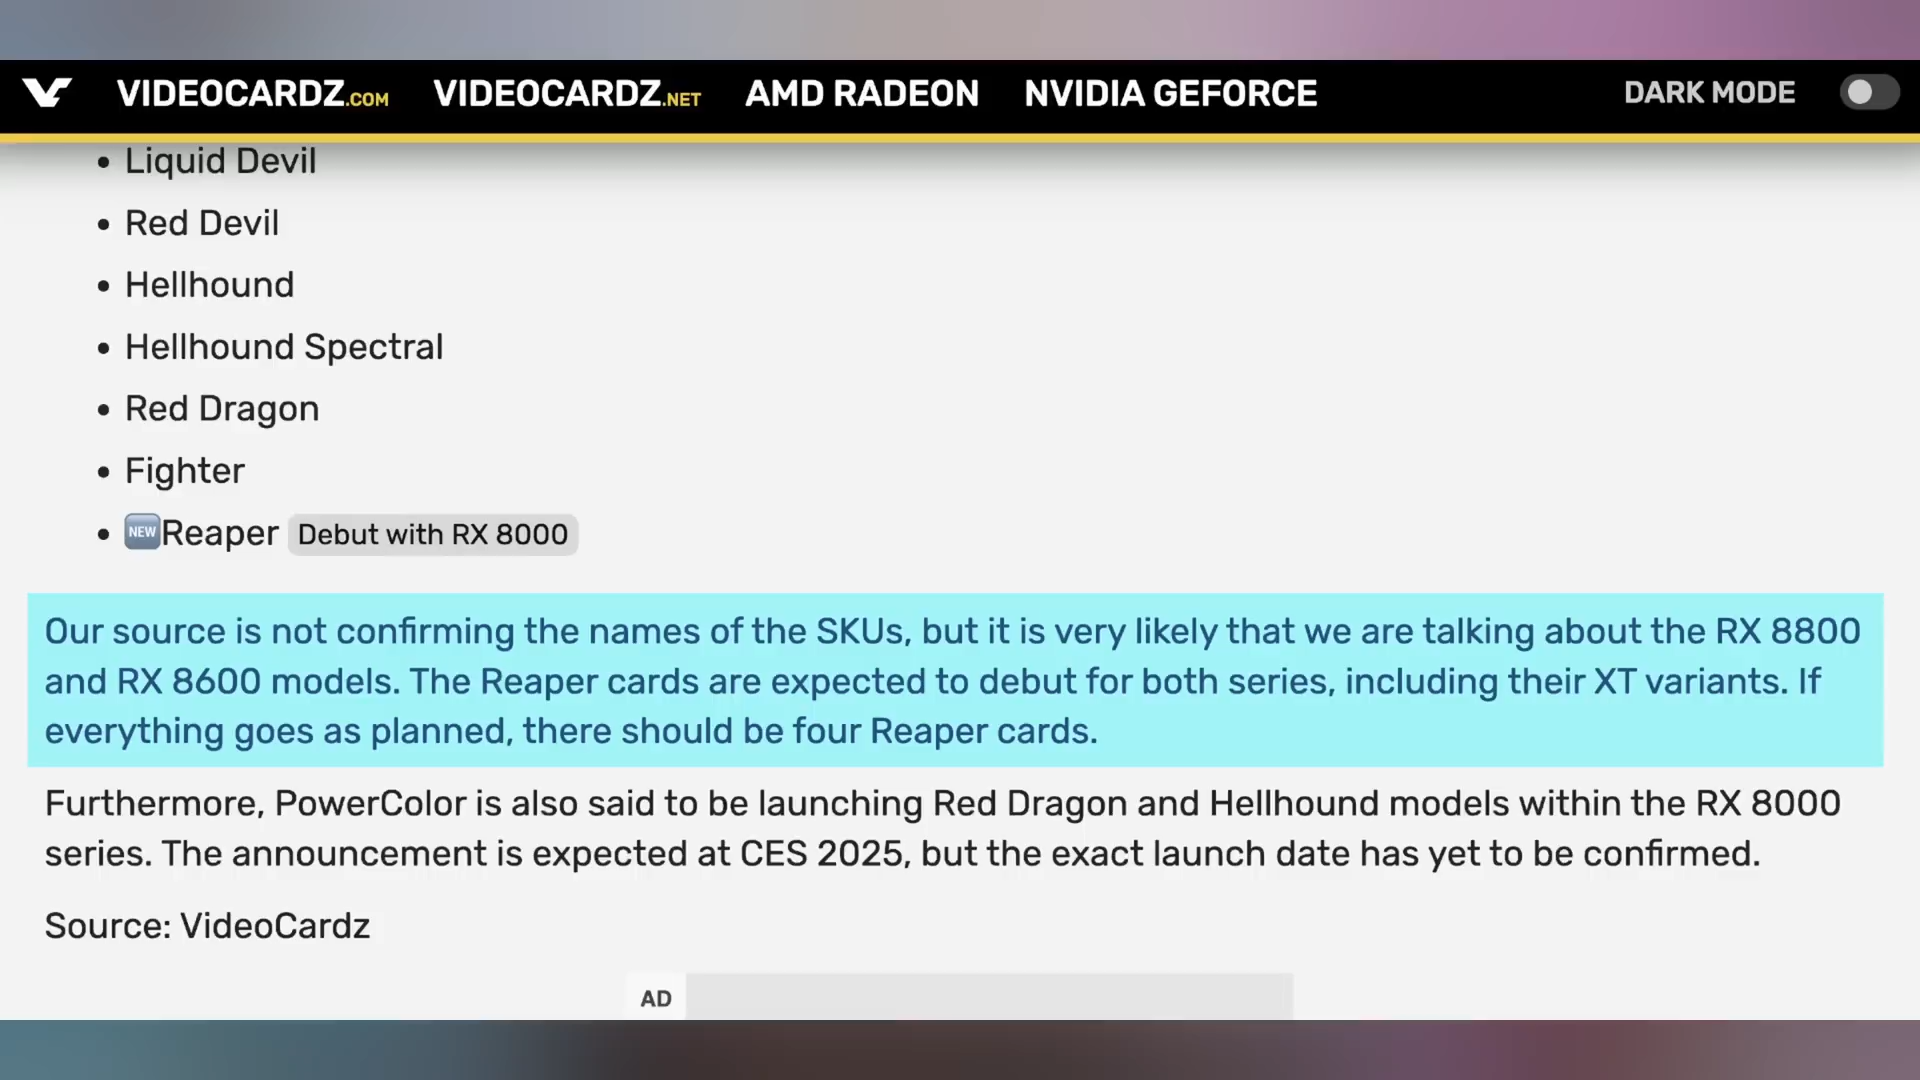 VIDEOCARDZ.COM VIDEOCARDZ.NET AMD RADEON NVIDIA GEFORCE DARK MODE
• Liquid Devil
• Red Devil
• Hellhound
• Hellhound Spectral
• Red Dragon
• Fighter
• NEW Reaper Debut with RX 8000
Our source is not confirming the names of the SKUs, but it is very likely that we are talking about the RX 8800
and RX 8600 models. The Reaper cards are expected to debut for both series, including their XT variants. If
everything goes as planned, there should be four Reaper cards.
Furthermore, PowerColor is also said to be launching Red Dragon and Hellhound models within the RX 8000
series. The announcement is expected at CES 2025, but the exact launch date has yet to be confirmed.
Source: VideoCardz
AD